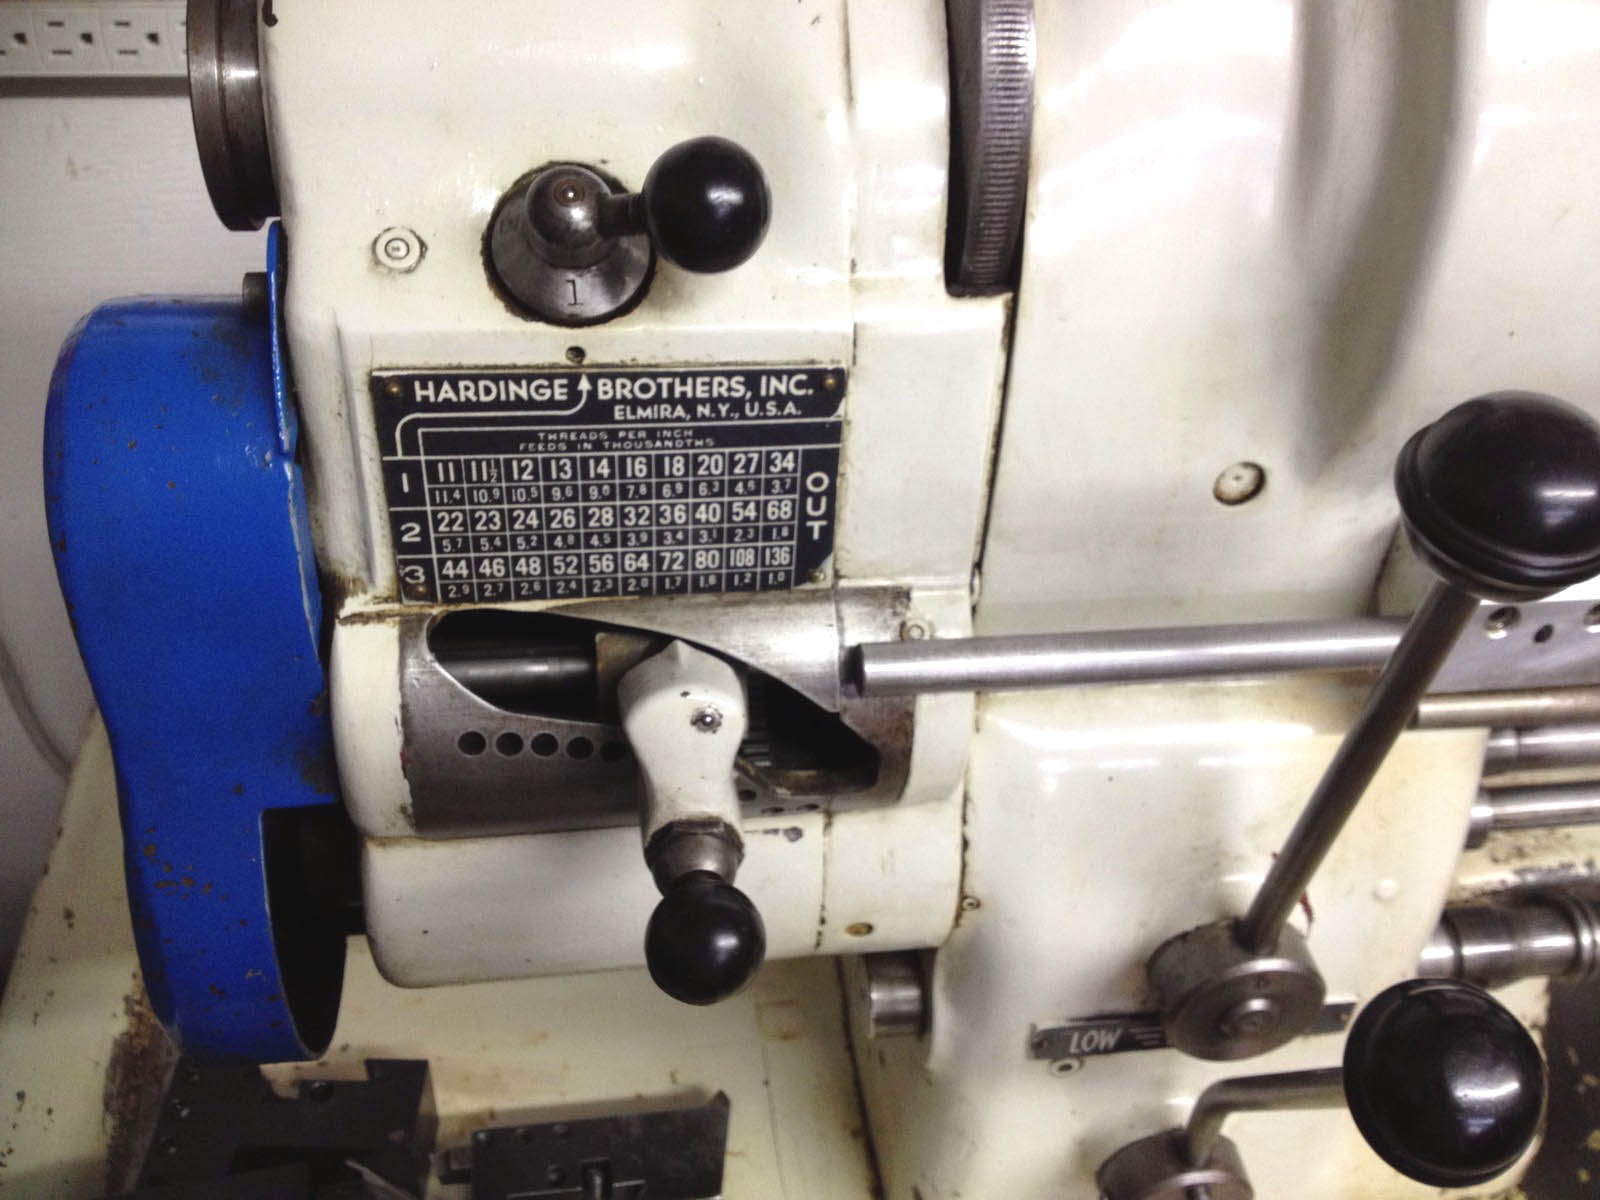 1
HARDINGE BROTHERS, INC.
ELMIRA, N.Y., U.S.A.
THREADS PER INCH
FEEDS IN THOUSANDTHS
1 11 11 1/2 12 13 14 16 18 20 27 34
11.4 10.9 10.5 9.6 9.0 7.8 6.9 6.3 4.6 3.7
2 22 23 24 26 28 32 36 40 54 68
5.7 5.4 5.2 4.8 4.5 3.9 3.4 3.1 2.3 1.8
3 44 46 48 52 56 64 72 80 108 136
2.9 2.7 2.6 2.4 2.3 2.0 1.7 1.6 1.2 1.0
OUT
LOW